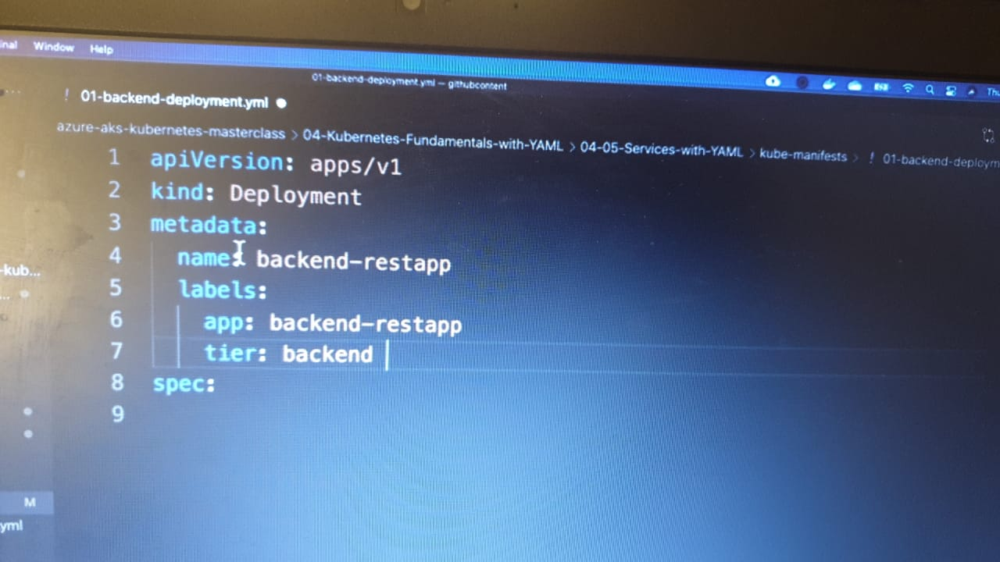 Window Help
01-backend-deployment.yml — githubcontent
! 01-backend-deployment.yml
azure-aks-kubernetes-masterclass > 04-Kubernetes-Fundamentals-with-YAML > 04-05-Services-with-YAML > kube-manifests > ! 01-backend-deploym
1 apiVersion: apps/v1
2 kind: Deployment
3 metadata:
4 name: backend-restapp
5 labels:
6 app: backend-restapp
7 tier: backend
8 spec:
9
-kub...
M
yml